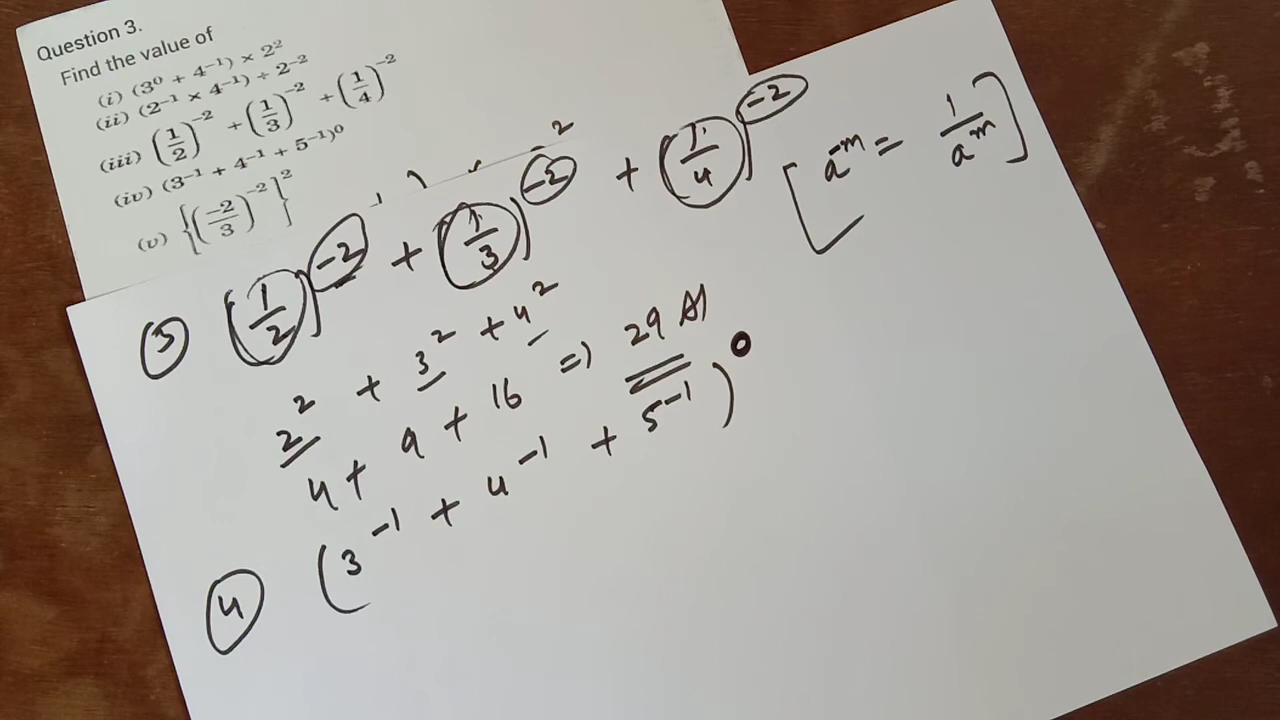 Question 3.
Find the value of
(i) (3⁰ + 4⁻¹) × 2²
(ii) (2⁻¹ × 4⁻¹) ÷ 2⁻²
(iii) (1/2)⁻² + (1/3)⁻² + (1/4)⁻²
(iv) (3⁻¹ + 4⁻¹ + 5⁻¹)⁰
(v) {(-2/3)⁻²}²
3 (1/2)⁻² + (1/3)⁻² + (1/4)⁻² [a⁻ᵐ = 1/aᵐ]
2² + 3² + 4²
4 + 9 + 16 => 29
4 (3⁻¹ + 4⁻¹ + 5⁻¹)⁰